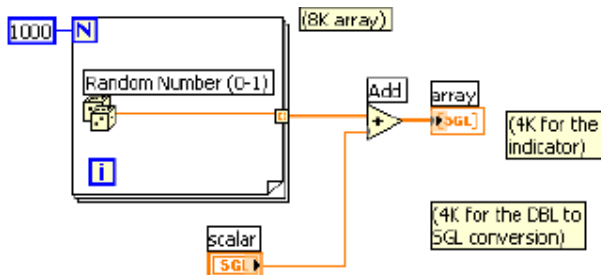 (8K array)
1000
N
Random Number (0-1)
Add
array
SGL]
(4K for the
indicator)
i
(4K for the DBL to
SGL conversion)
scalar
SGL